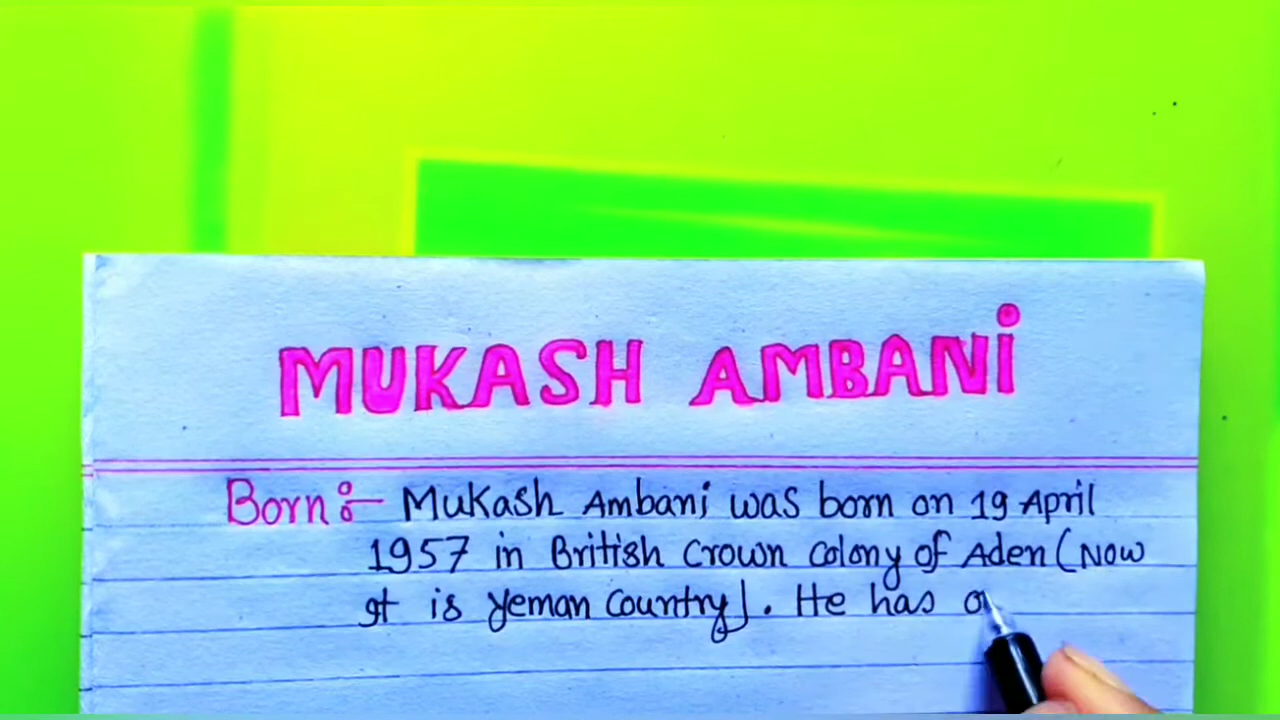 MUKASH AMBANi
Born:- Mukash Ambani was born on 19 April
1957 in British Crown Colony of Aden (Now
It is Yeman Country). He has